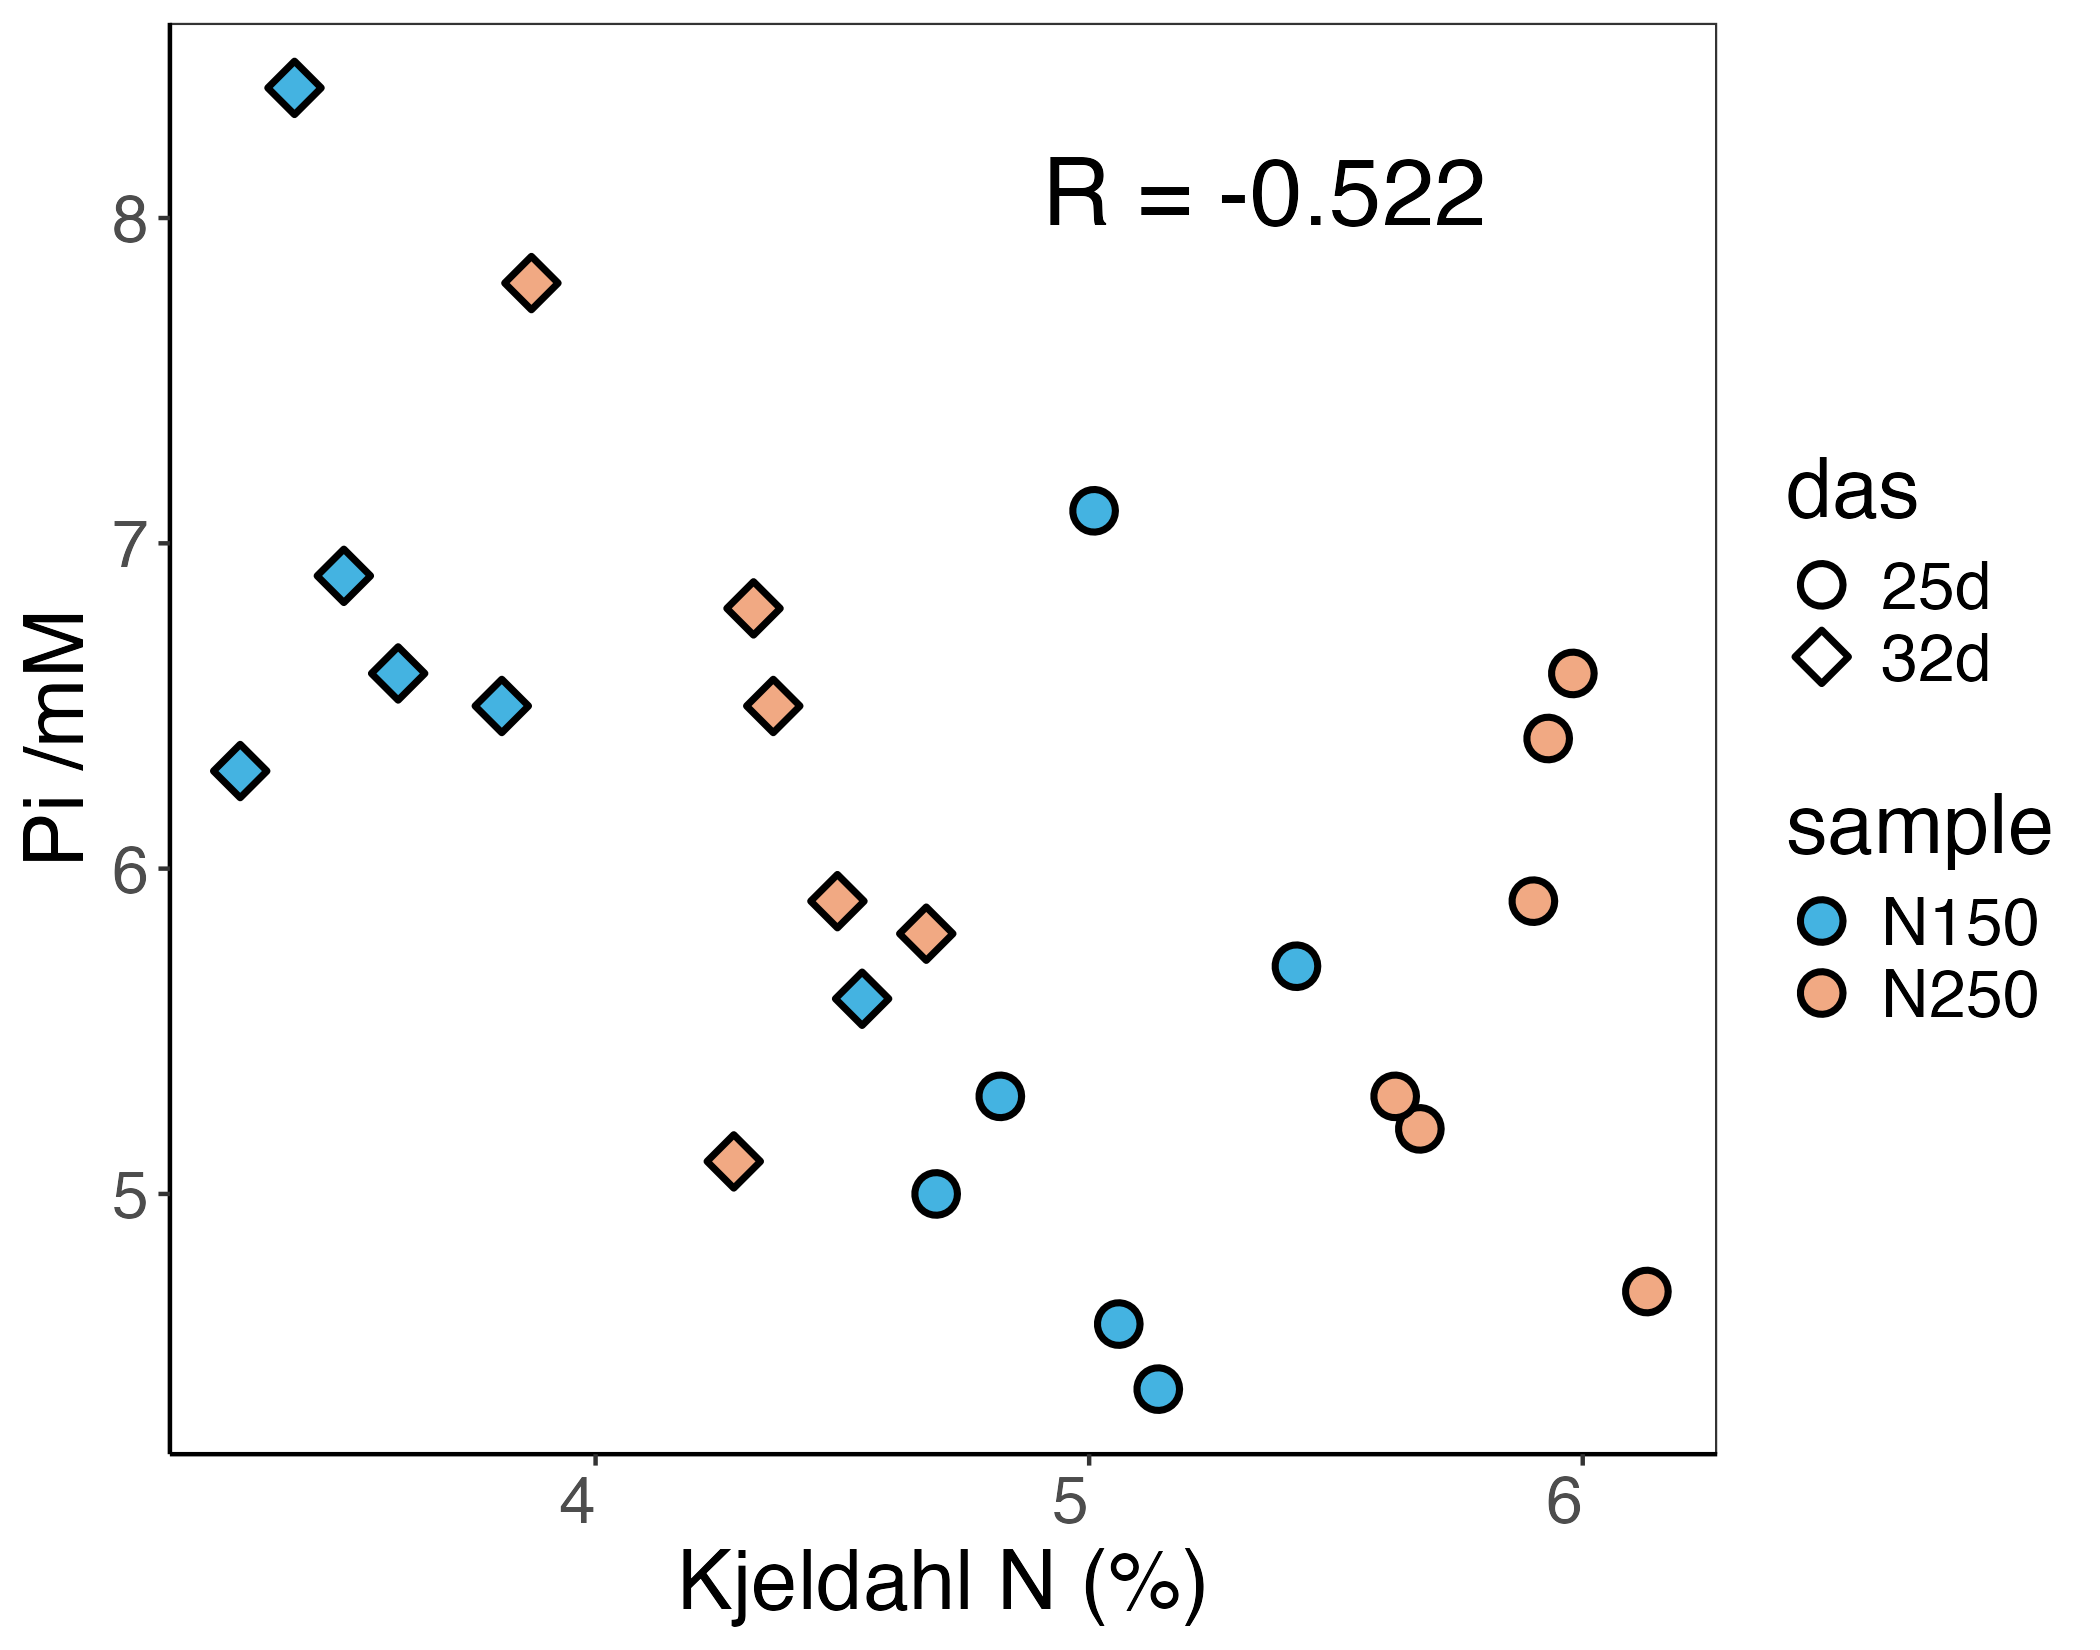 R = -0.522
8
7
6
5
Pi /mM
4 5 6
Kjeldahl N (%)
das
25d
32d
sample
N150
N250